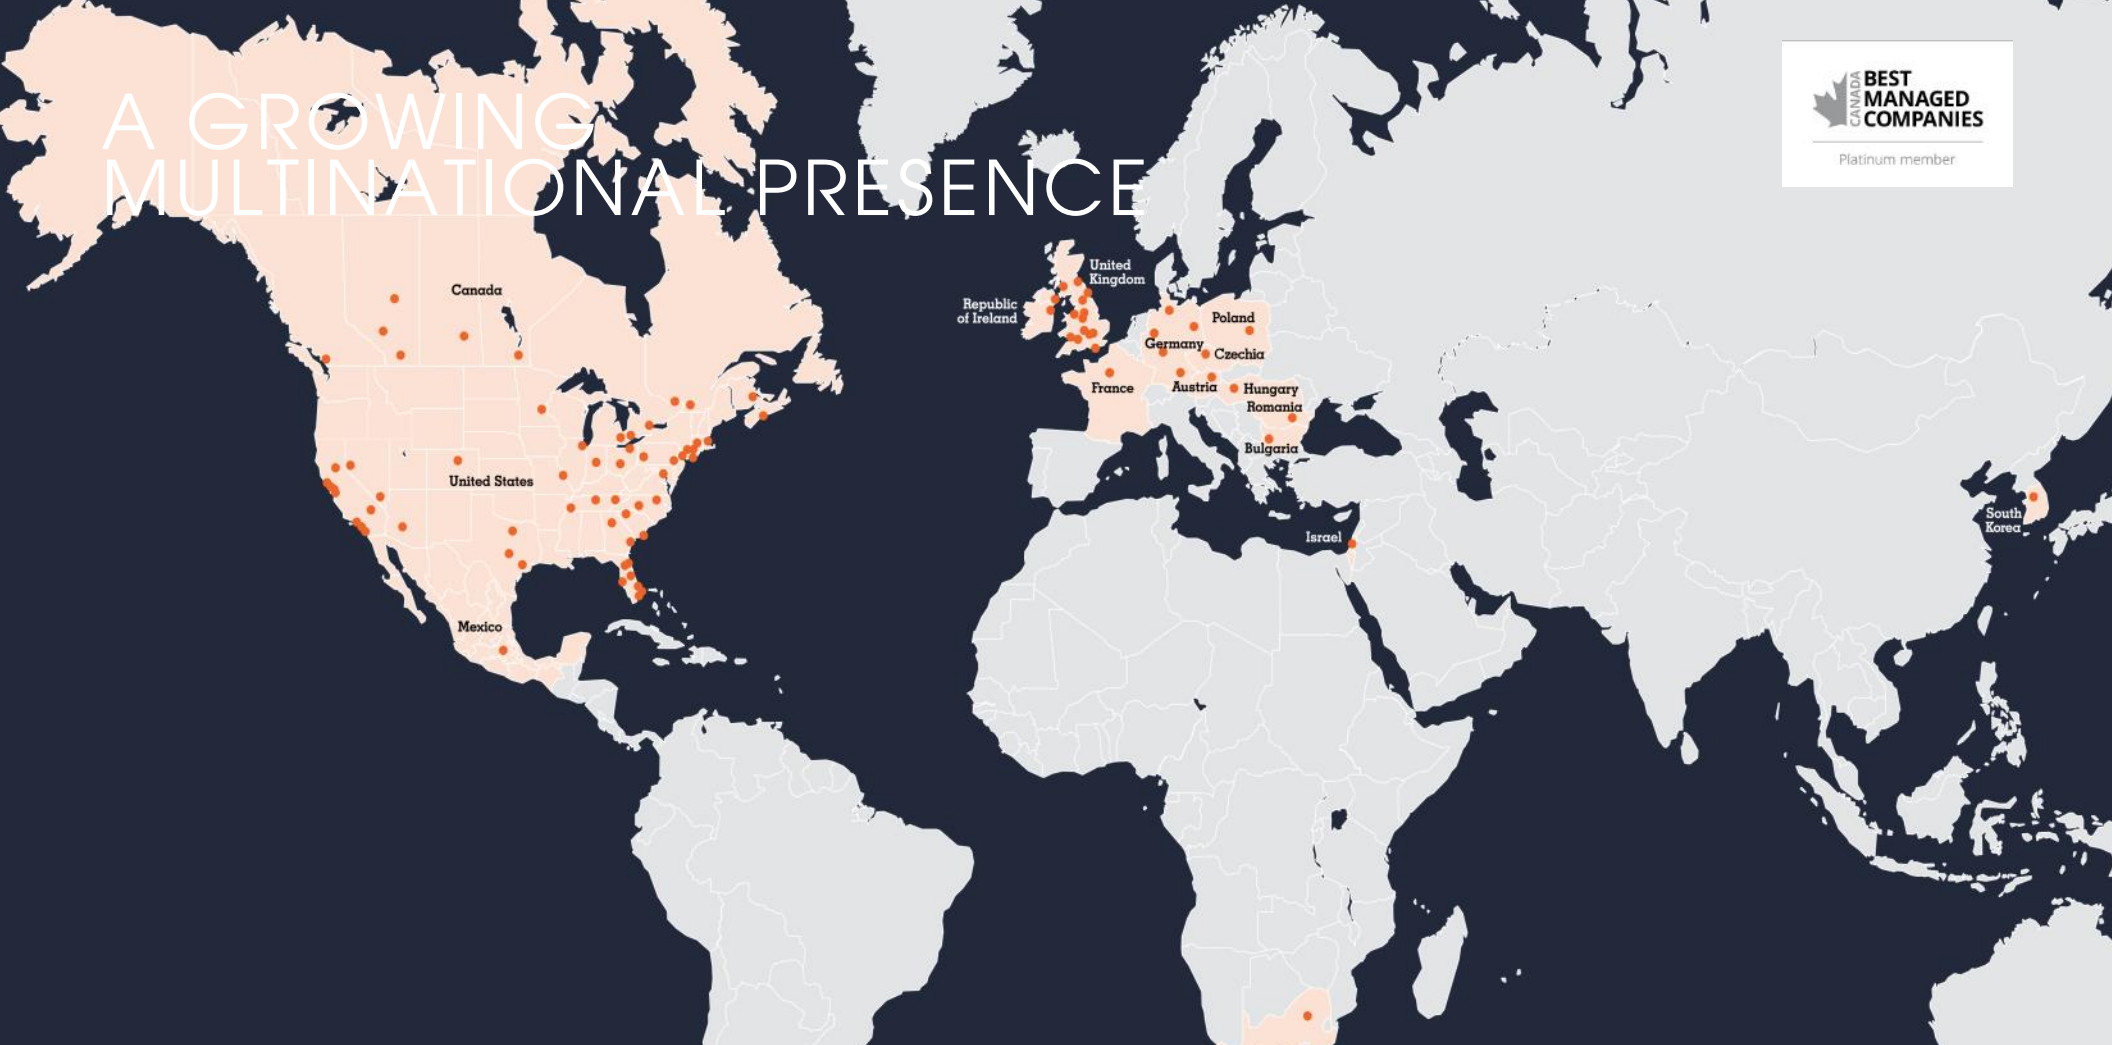 A GROWING
MULTINATIONAL PRESENCE
CANADA
BEST
MANAGED
COMPANIES
Platinum member
United
Kingdom
Republic
of Ireland
Canada
Poland
Germany
Czechia
France
Austria
Hungary
Romania
Bulgaria
United States
South
Korea
Israel
Mexico